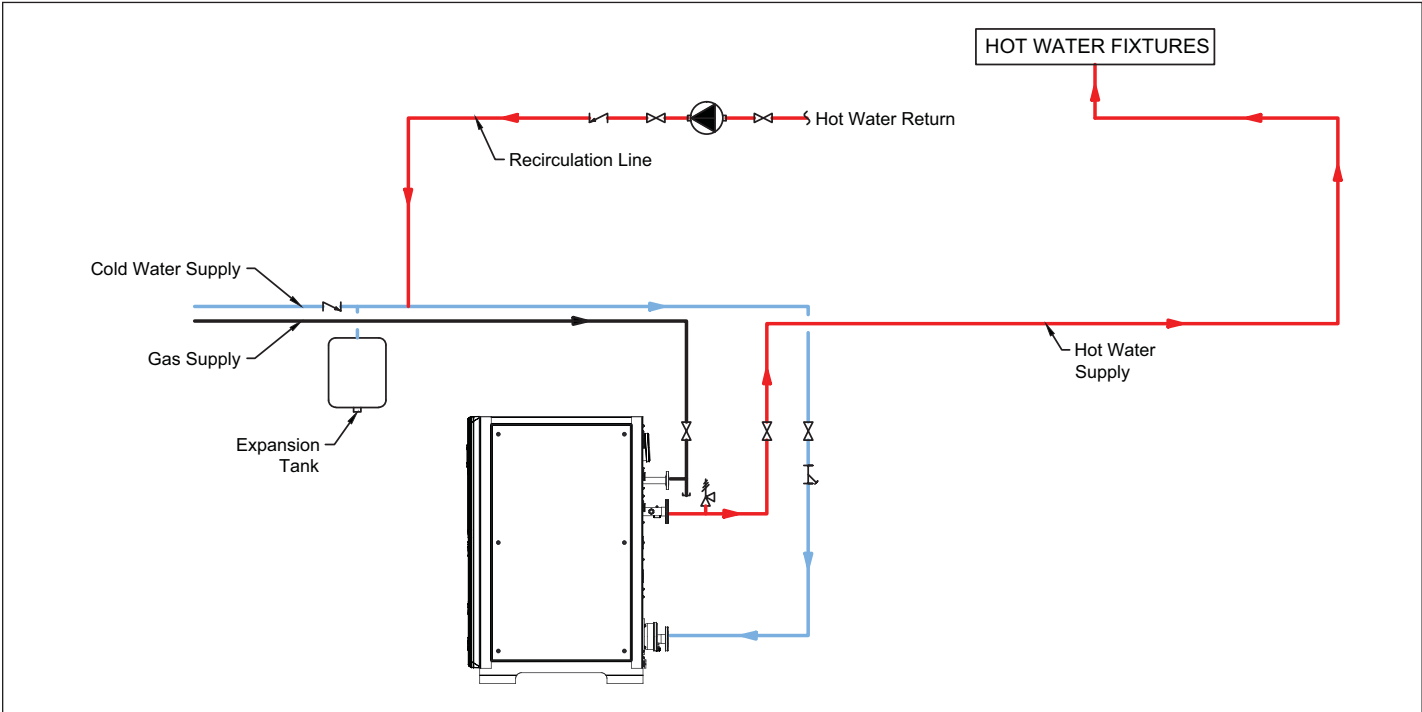 HOT WATER FIXTURES
Hot Water Return
Recirculation Line
Cold Water Supply
Gas Supply
Hot Water
Supply
Expansion
Tank